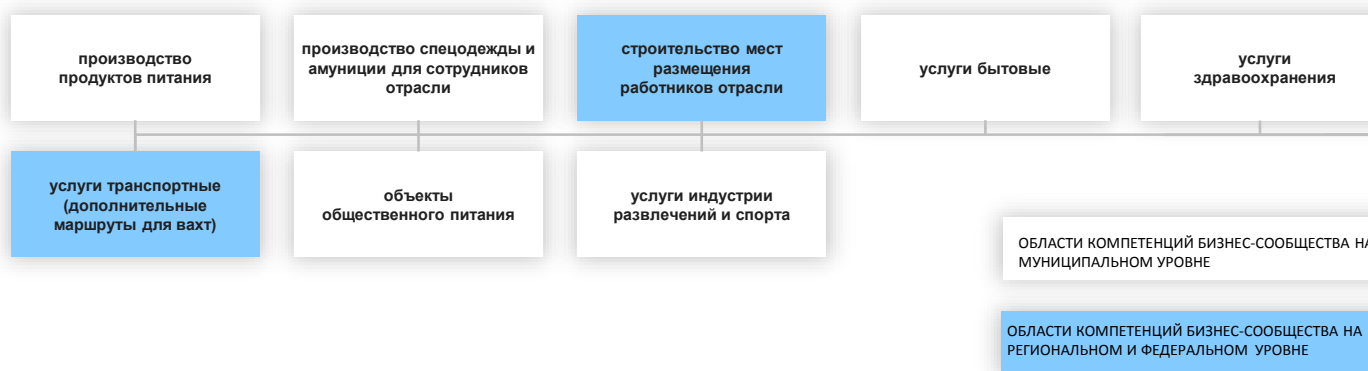 производство
продуктов питания
производство спецодежды и
амуниции для сотрудников
отрасли
строительство мест
размещения
работников отрасли
услуги бытовые
услуги
здравоохранения
услуги транспортные
(дополнительные
маршруты для вахт)
объекты
общественного питания
услуги индустрии
развлечений и спорта
ОБЛАСТИ КОМПЕТЕНЦИЙ БИЗНЕС-СООБЩЕСТВА НА
МУНИЦИПАЛЬНОМ УРОВНЕ
ОБЛАСТИ КОМПЕТЕНЦИЙ БИЗНЕС-СООБЩЕСТВА НА
РЕГИОНАЛЬНОМ И ФЕДЕРАЛЬНОМ УРОВНЕ